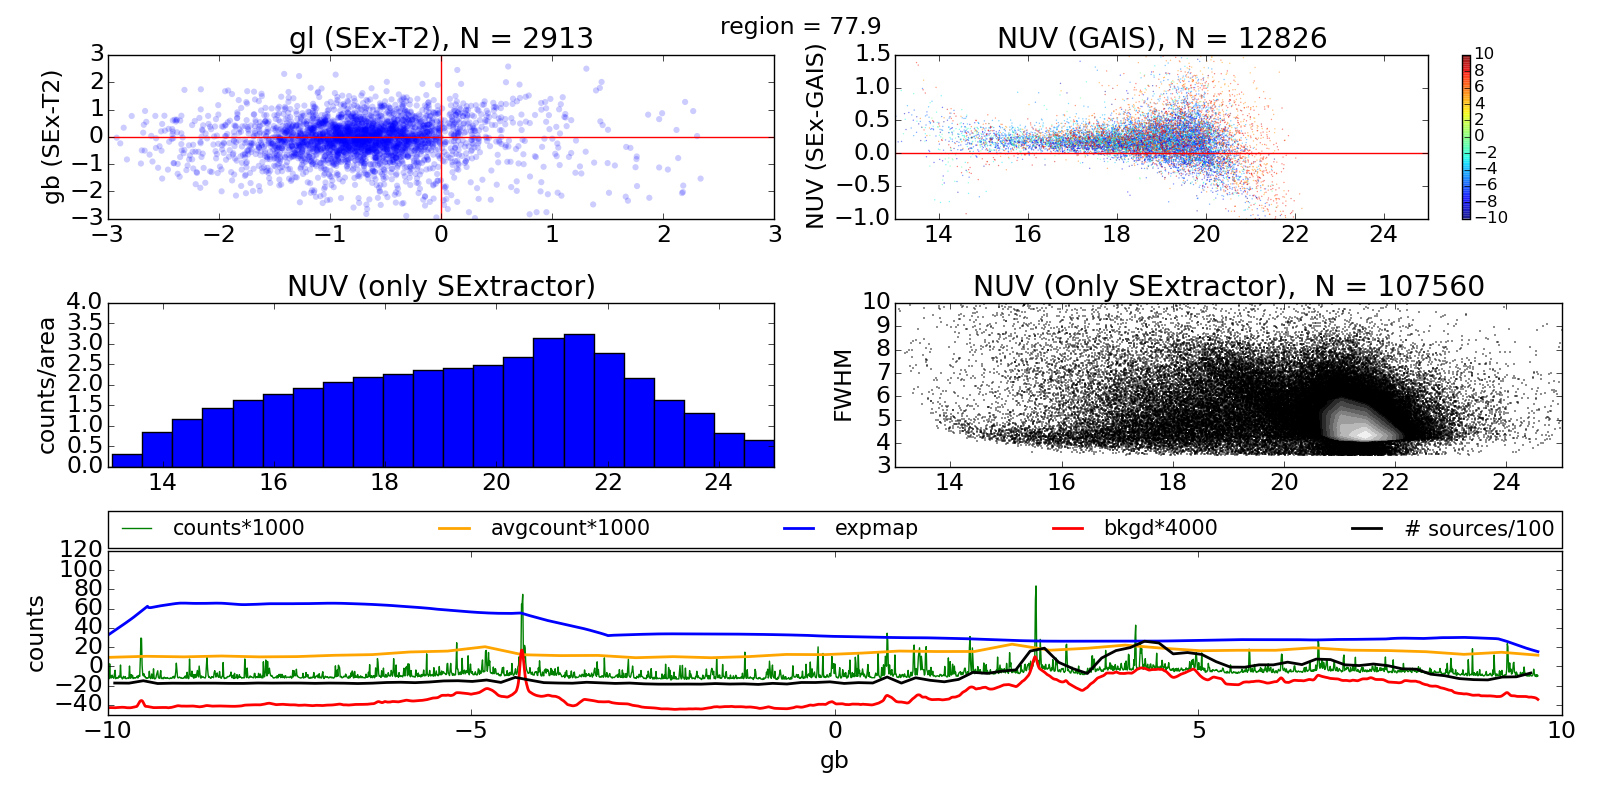 region = 77.9
gl (SEx-T2), N = 2913
gb (SEx-T2)
3
2
1
0
−1
−2
−3
−3 −2 −1 0 1 2 3
NUV (GAIS), N = 12826
NUV (SEx-GAIS)
1.5
1.0
0.5
0.0
−0.5
−1.0
14 16 18 20 22 24
10
8
6
4
2
0
−2
−4
−6
−8
−10
NUV (only SExtractor)
counts/area
4.0
3.5
3.0
2.5
2.0
1.5
1.0
0.5
0.0
14 16 18 20 22 24
NUV (Only SExtractor),  N = 107560
FWHM
10
9
8
7
6
5
4
3
14 16 18 20 22 24
counts*1000 avgcount*1000 expmap bkgd*4000 # sources/100
counts
120
100
80
60
40
20
0
−20
−40
−10 −5 0 5 10
gb